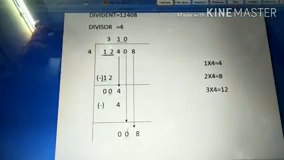 DIVIDENT=12408
Made with KINEMASTER
DIVISOR =4
3 1 0
4 1 2 4 0 8
(-)1 2
0 0 4
(-) 4
0 0 8
1X4=4
2X4=8
3X4=12